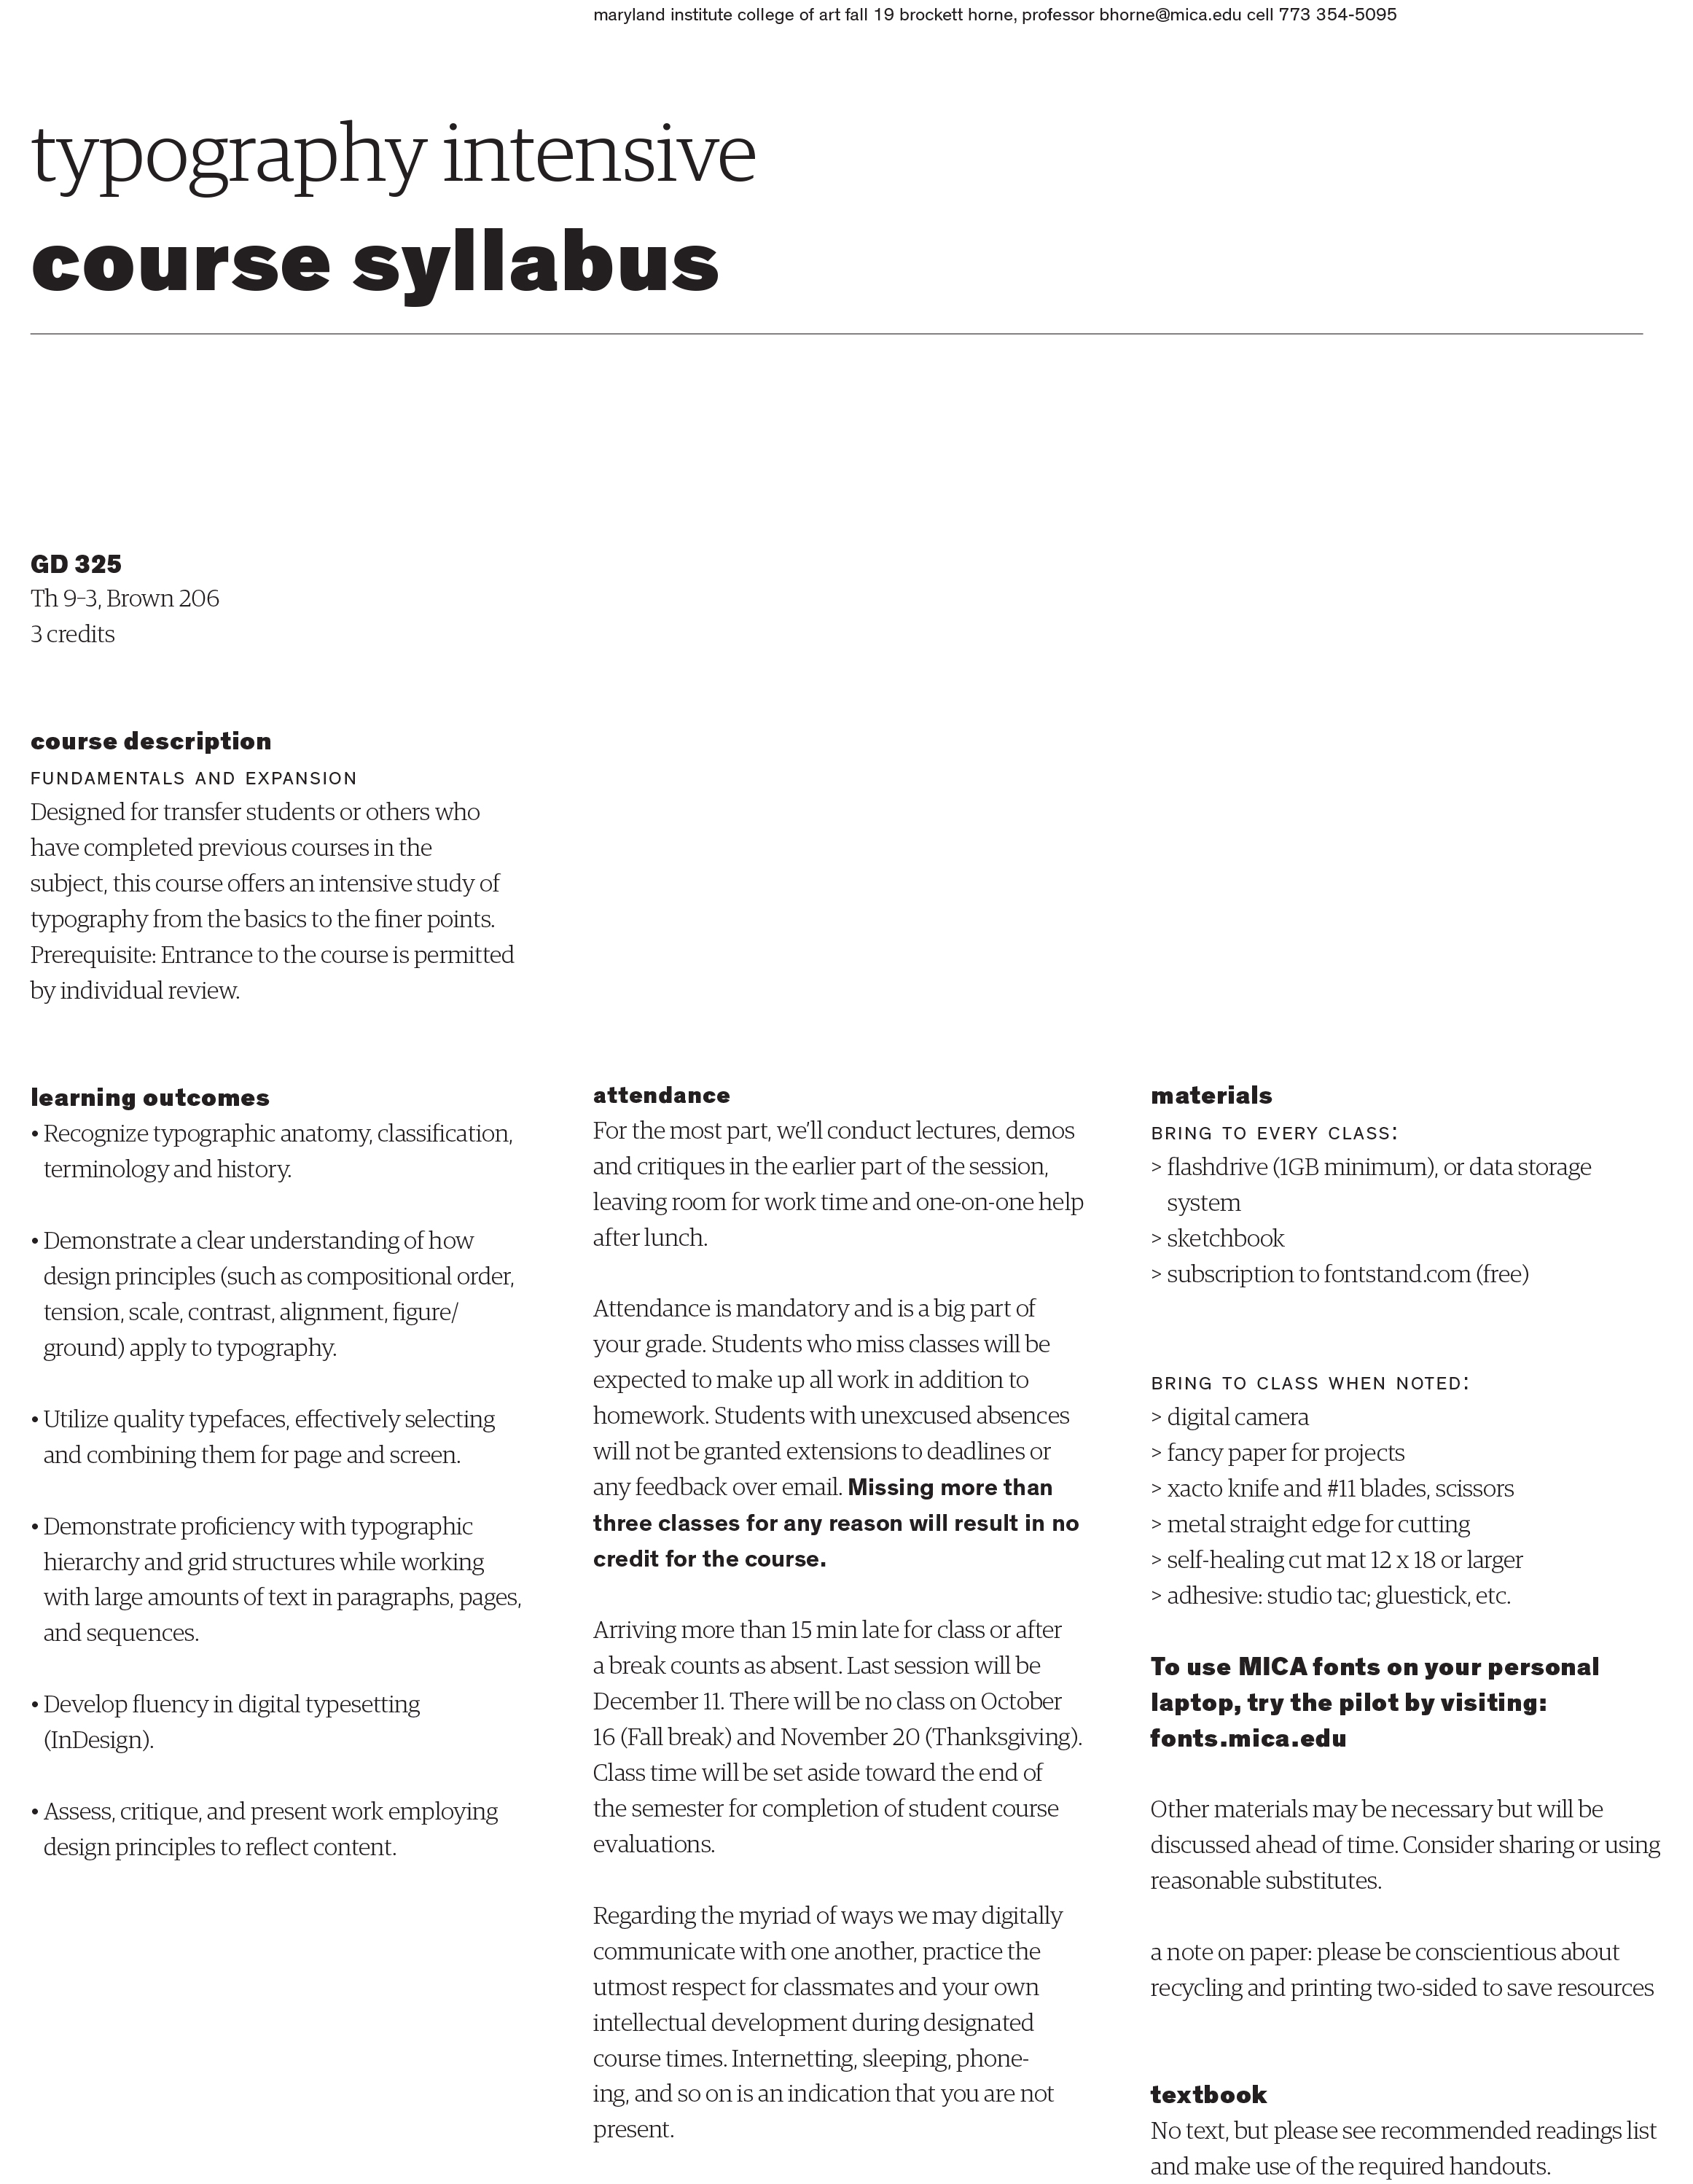 maryland institute college of art fall 19 brockett horne, professor bhorne@mica.edu cell 773 354-5095
typography intensive
course syllabus
GD 325
Th 9–3, Brown 206
3 credits
course description
FUNDAMENTALS AND EXPANSION
Designed for transfer students or others who
have completed previous courses in the
subject, this course offers an intensive study of
typography from the basics to the finer points.
Prerequisite: Entrance to the course is permitted
by individual review.
learning outcomes
• Recognize typographic anatomy, classification,
terminology and history.
• Demonstrate a clear understanding of how
design principles (such as compositional order,
tension, scale, contrast, alignment, figure/
ground) apply to typography.
• Utilize quality typefaces, effectively selecting
and combining them for page and screen.
• Demonstrate proficiency with typographic
hierarchy and grid structures while working
with large amounts of text in paragraphs, pages,
and sequences.
• Develop fluency in digital typesetting
(InDesign).
• Assess, critique, and present work employing
design principles to reflect content.
attendance
For the most part, we’ll conduct lectures, demos
and critiques in the earlier part of the session,
leaving room for work time and one-on-one help
after lunch.
Attendance is mandatory and is a big part of
your grade. Students who miss classes will be
expected to make up all work in addition to
homework. Students with unexcused absences
will not be granted extensions to deadlines or
any feedback over email. Missing more than
three classes for any reason will result in no
credit for the course.
Arriving more than 15 min late for class or after
a break counts as absent. Last session will be
December 11. There will be no class on October
16 (Fall break) and November 20 (Thanksgiving).
Class time will be set aside toward the end of
the semester for completion of student course
evaluations.
Regarding the myriad of ways we may digitally
communicate with one another, practice the
utmost respect for classmates and your own
intellectual development during designated
course times. Internetting, sleeping, phone-
ing, and so on is an indication that you are not
present.
materials
BRING TO EVERY CLASS:
> flashdrive (1GB minimum), or data storage
system
> sketchbook
> subscription to fontstand.com (free)
BRING TO CLASS WHEN NOTED:
> digital camera
> fancy paper for projects
> xacto knife and #11 blades, scissors
> metal straight edge for cutting
> self-healing cut mat 12 x 18 or larger
> adhesive: studio tac; gluestick, etc.
To use MICA fonts on your personal
laptop, try the pilot by visiting:
fonts.mica.edu
Other materials may be necessary but will be
discussed ahead of time. Consider sharing or using
reasonable substitutes.
a note on paper: please be conscientious about
recycling and printing two-sided to save resources
textbook
No text, but please see recommended readings list
and make use of the required handouts.